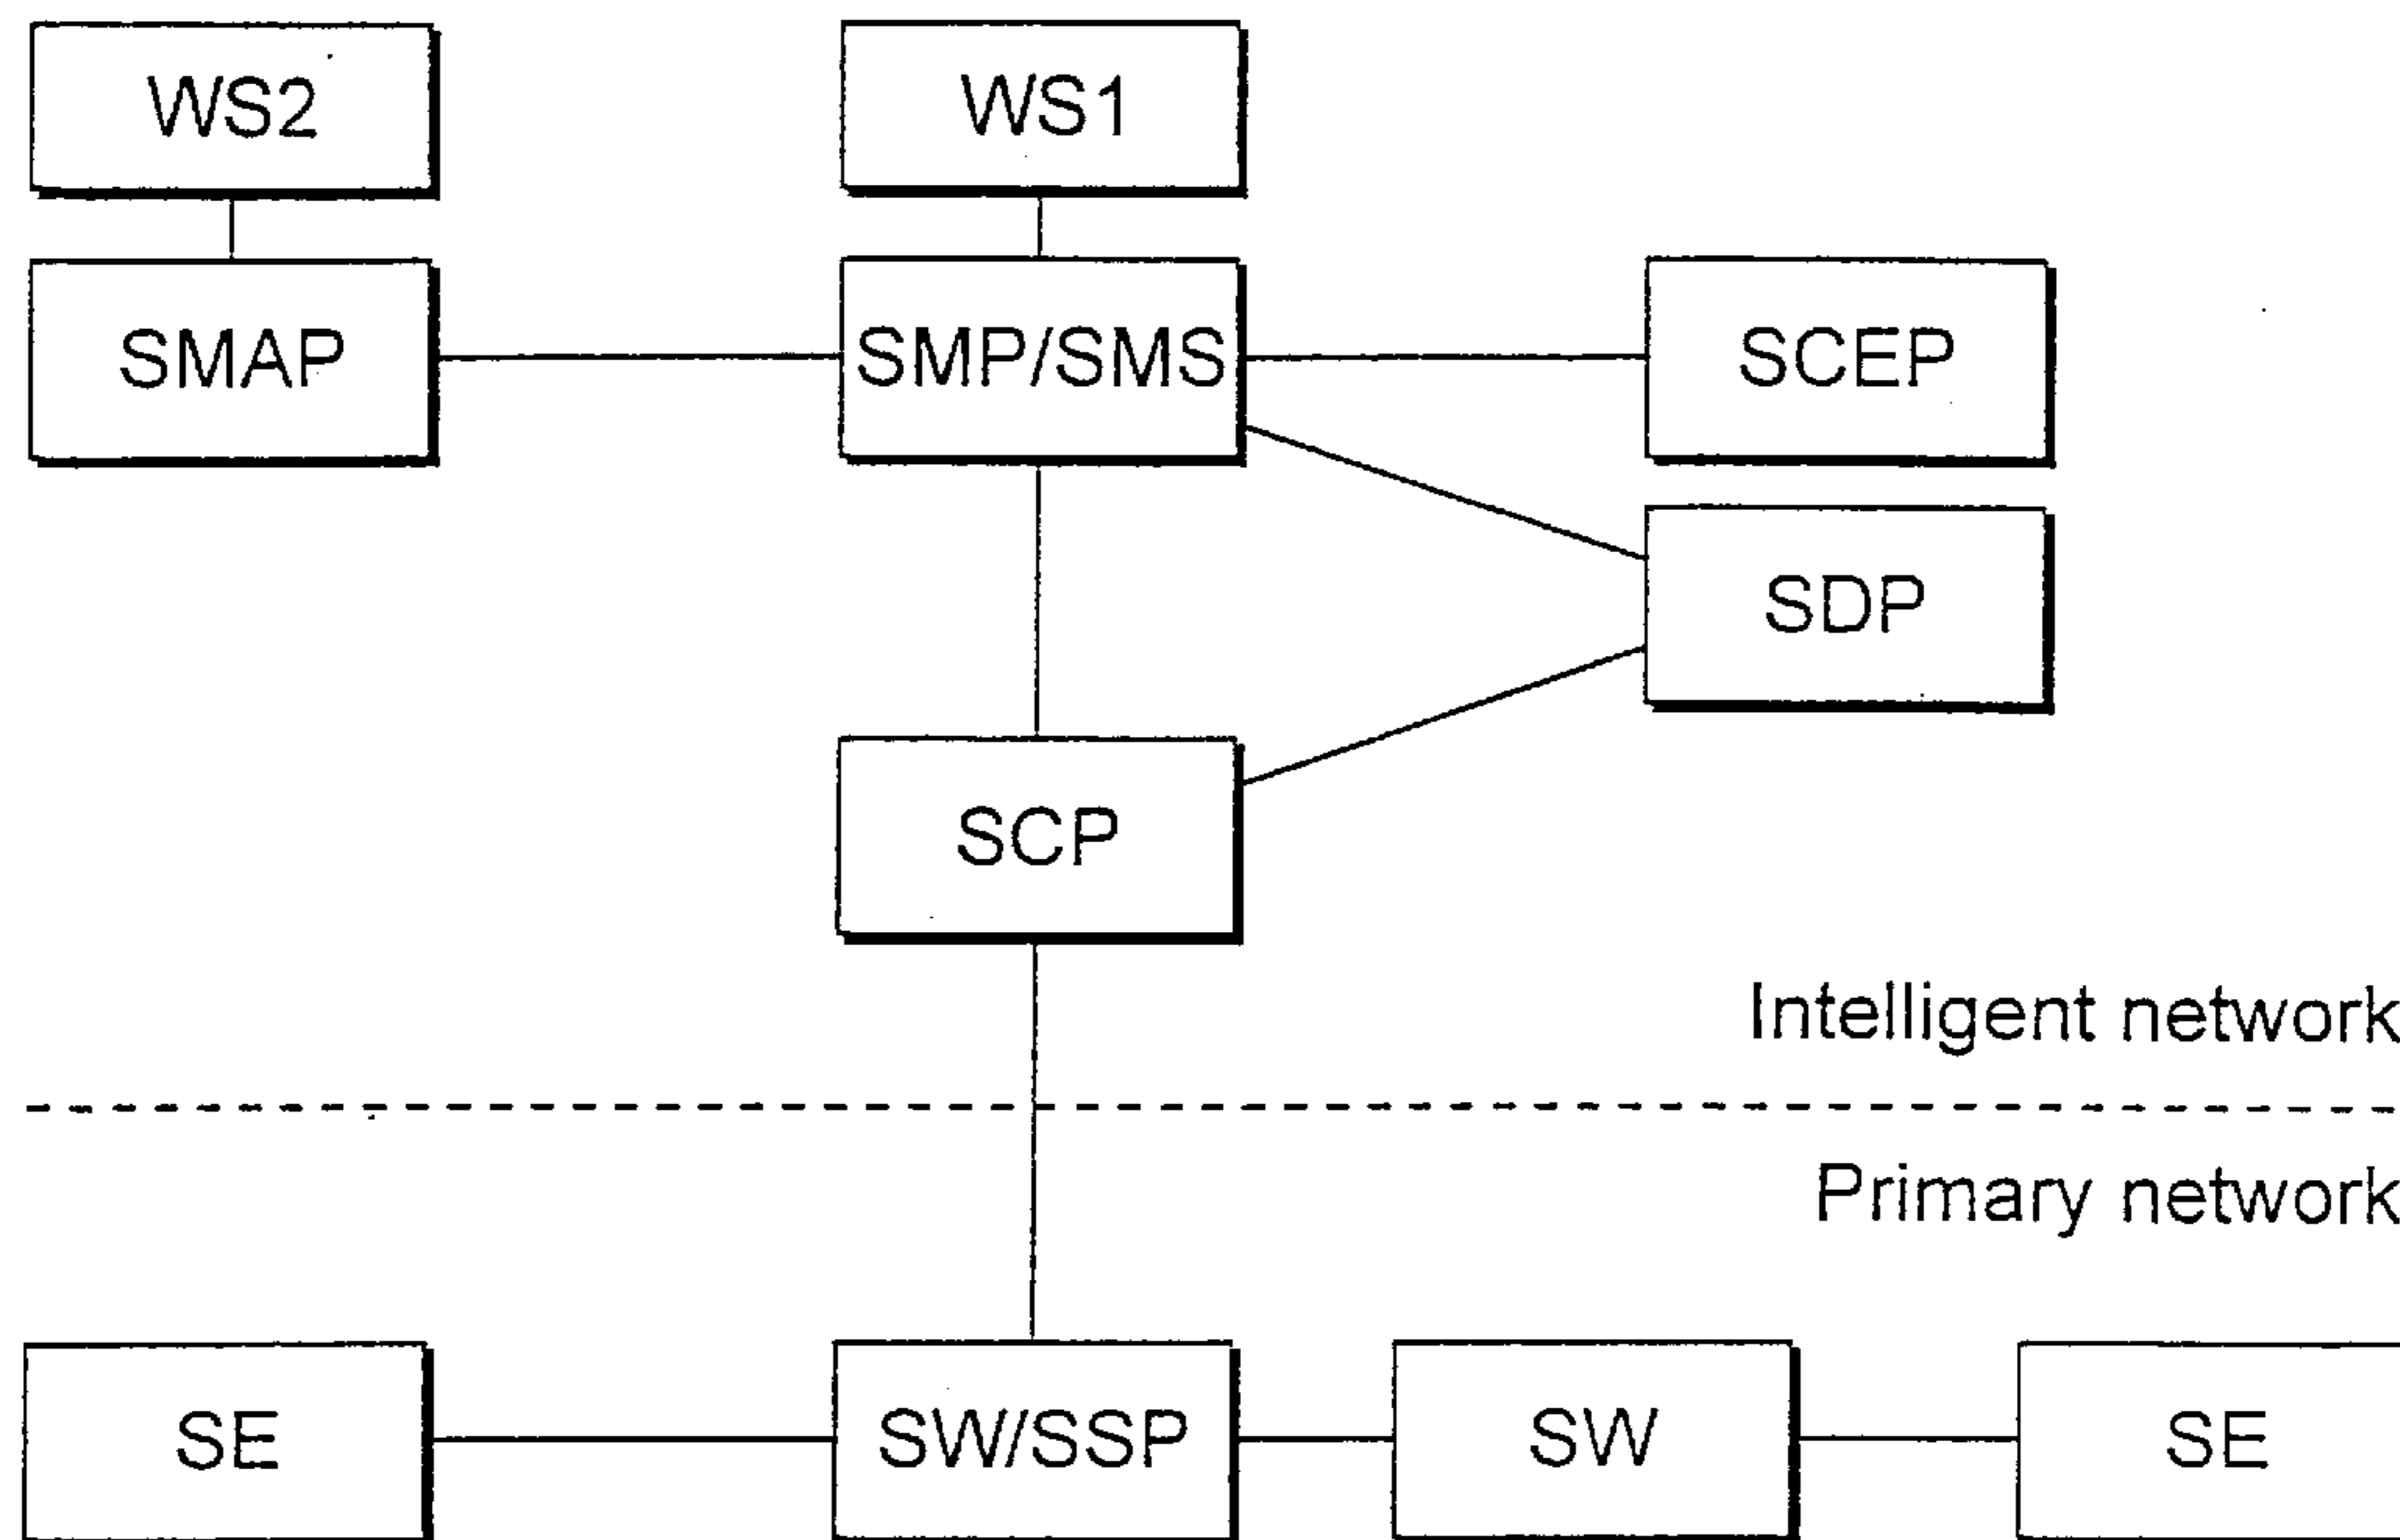 WS2
WS1
SMAP
SMP/SMS
SCEP
SDP
SCP
Intelligent network
Primary network
SE
SW/SSP
SW
SE